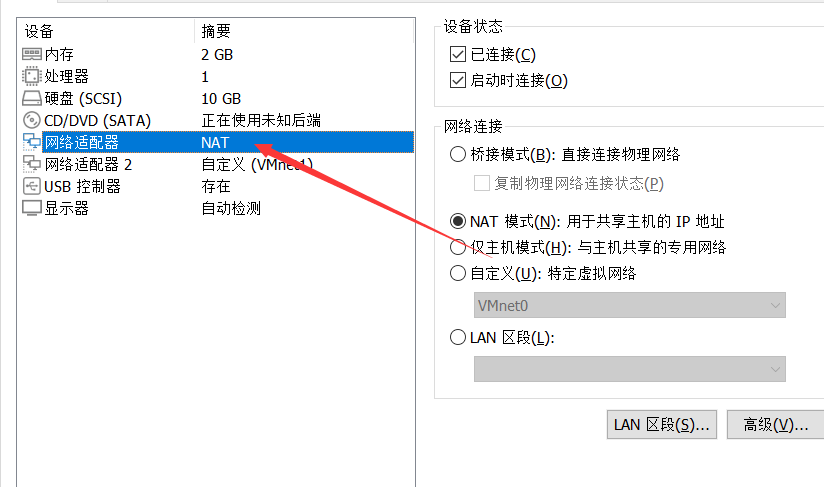 设备 摘要
内存 2 GB
处理器 1
硬盘 (SCSI) 10 GB
CD/DVD (SATA) 正在使用未知后端
网络适配器 NAT
网络适配器 2 自定义 (VMnet1)
USB 控制器 存在
显示器 自动检测
设备状态
已连接(C)
启动时连接(O)
网络连接
桥接模式(B): 直接连接物理网络
复制物理网络连接状态(P)
NAT 模式(N): 用于共享主机的 IP 地址
仅主机模式(H): 与主机共享的专用网络
自定义(U): 特定虚拟网络
VMnet0
LAN 区段(L):
LAN 区段(S)... 高级(V)...